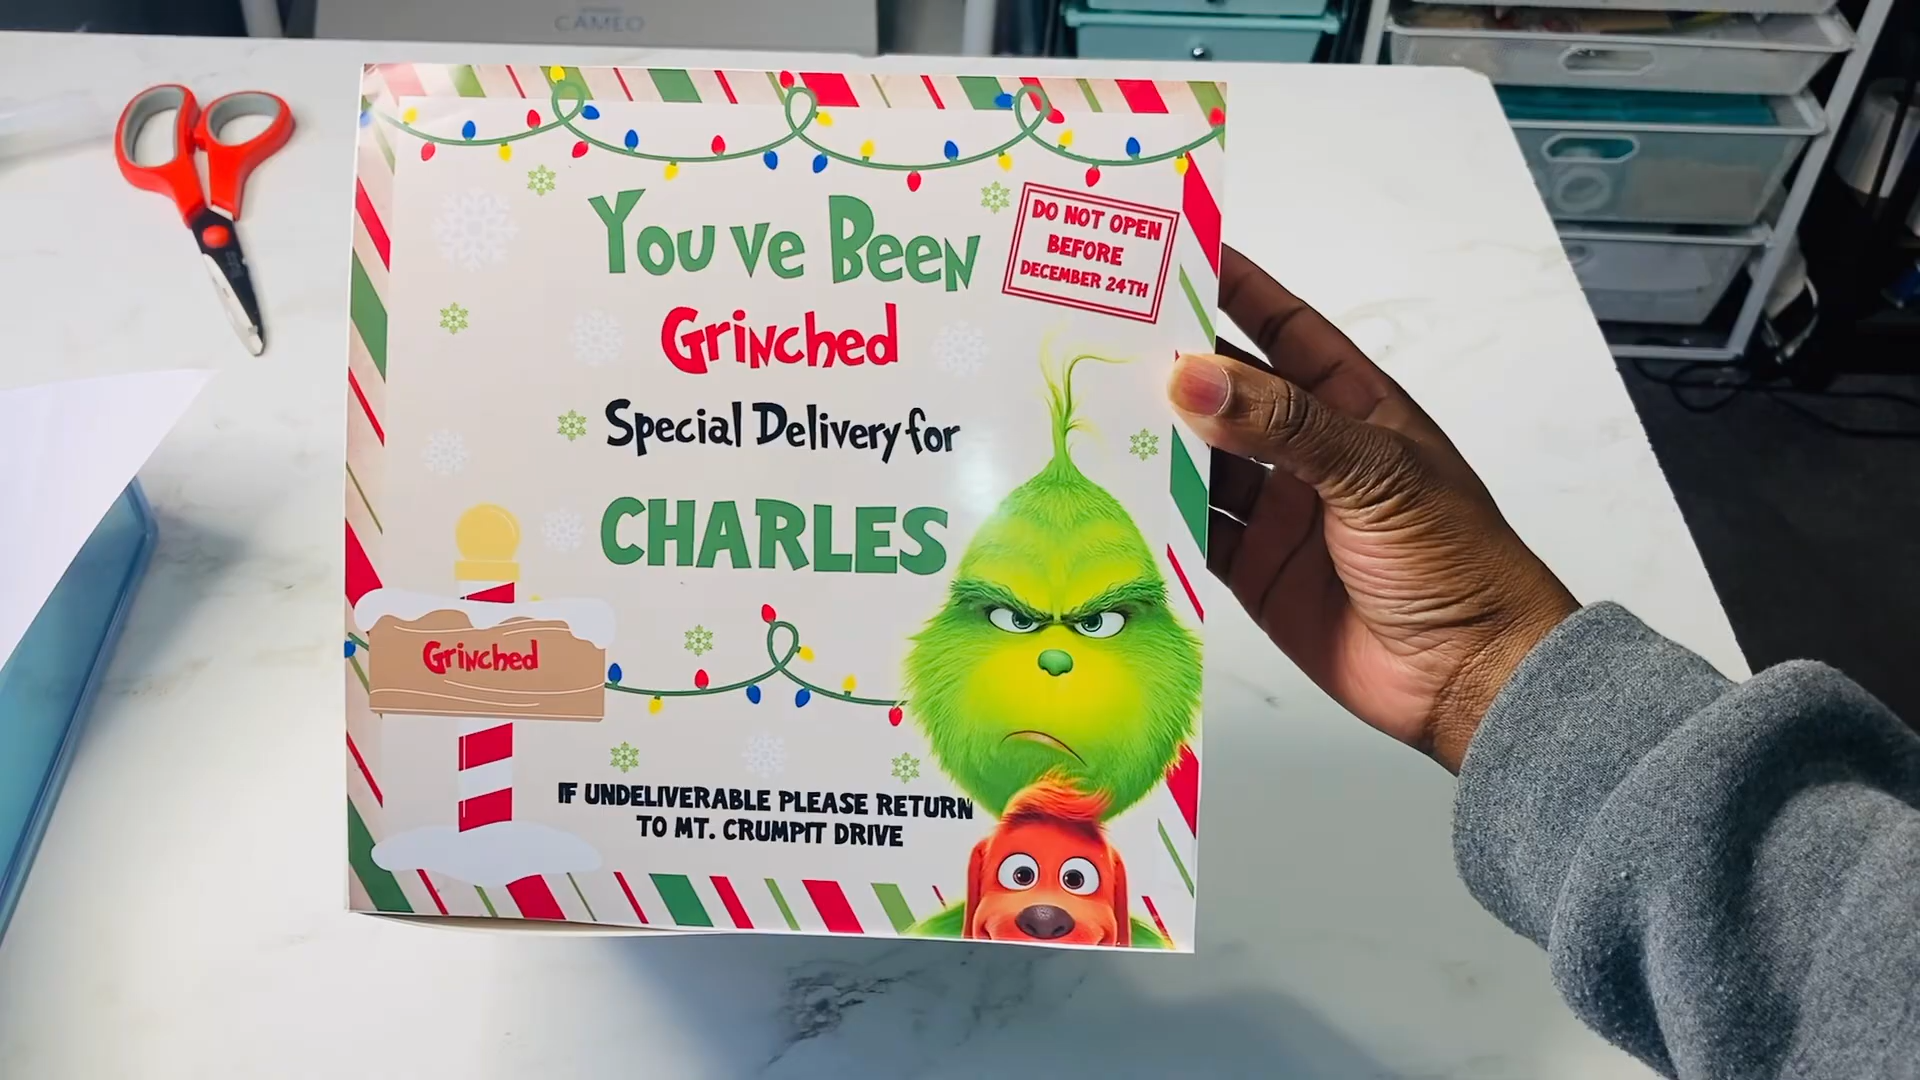 CAMEO
You've Been
Grinched
DO NOT OPEN
BEFORE
DECEMBER 24TH
Special Delivery for
CHARLES
Grinched
IF UNDELIVERABLE PLEASE RETURN
TO MT. CRUMPIT DRIVE